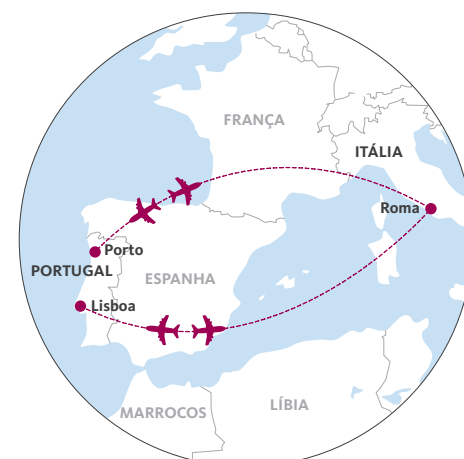 FRANÇA
ITÁLIA
Roma
Porto
PORTUGAL
ESPANHA
Lisboa
MARROCOS
LÍBIA